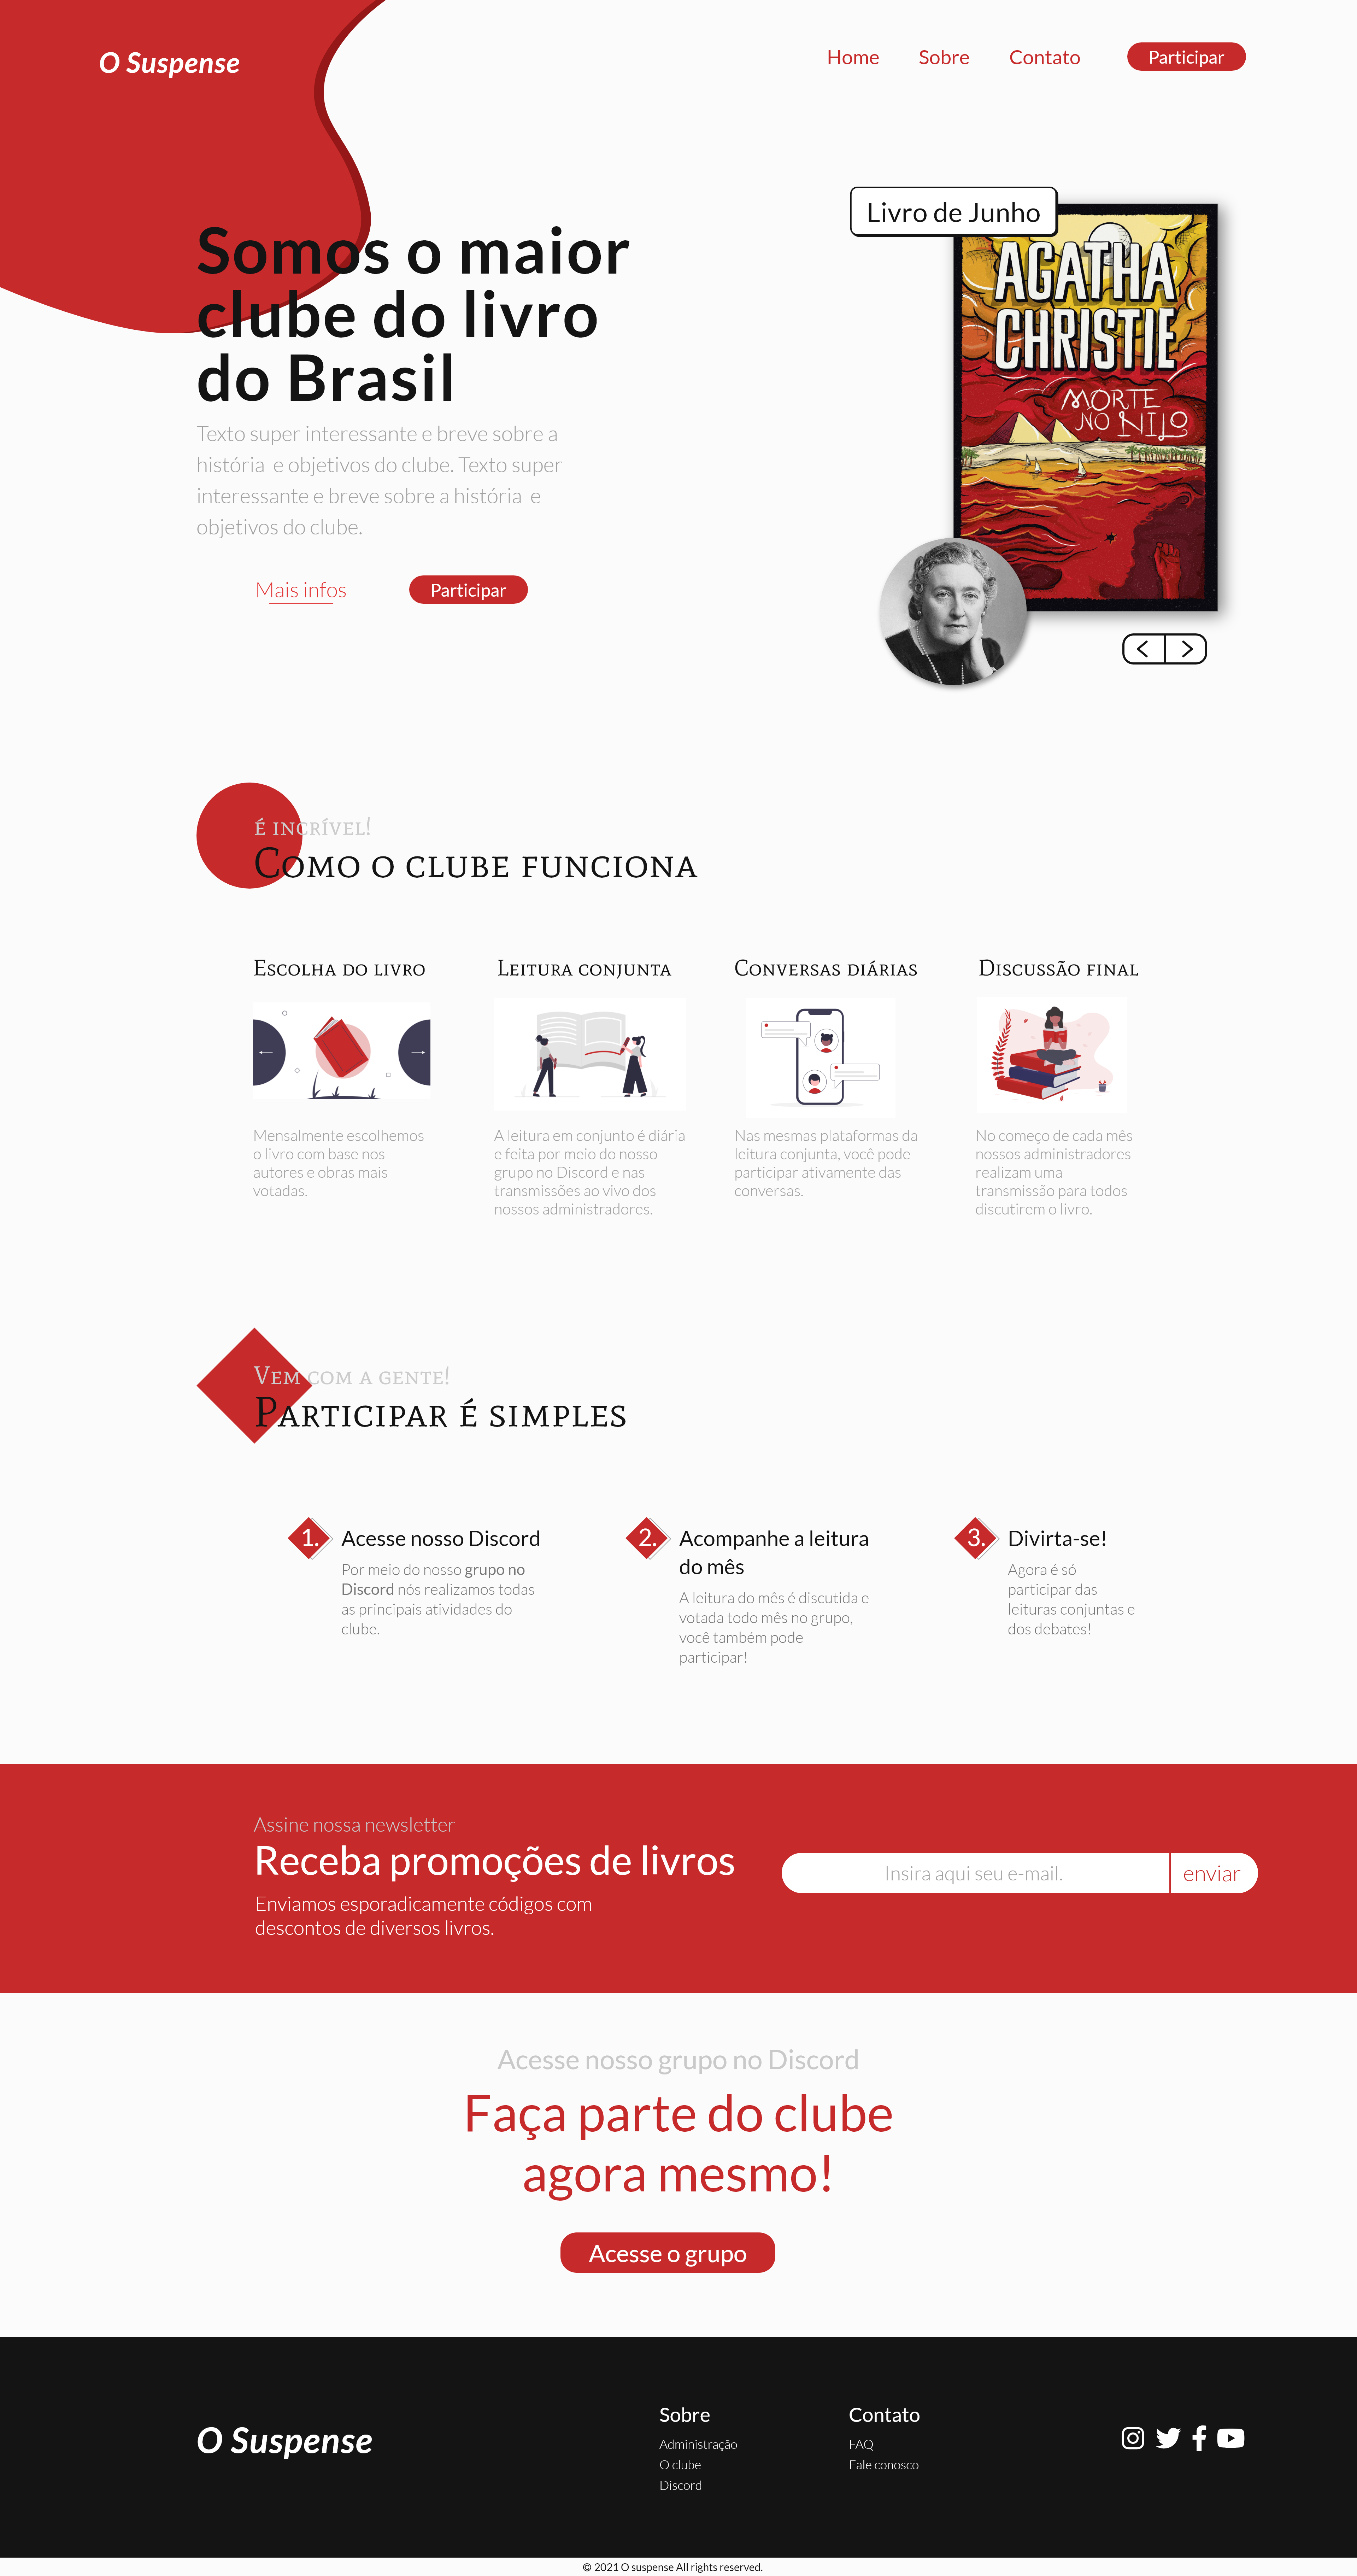 O Suspense
Home Sobre Contato Participar
Livro de Junho
AGATHA
CHRISTIE
MORTE
NO NILO
Somos o maior
clube do livro
do Brasil
Texto super interessante e breve sobre a
história e objetivos do clube. Texto super
interessante e breve sobre a história e
objetivos do clube.
Mais infos Participar
É incrível!
Como o clube funciona
Escolha do livro
Mensalmente escolhemos
o livro com base nos
autores e obras mais
votadas.
Leitura conjunta
A leitura em conjunto é diária
e feita por meio do nosso
grupo no Discord e nas
transmissões ao vivo dos
nossos administradores.
Conversas diárias
Nas mesmas plataformas da
leitura conjunta, você pode
participar ativamente das
conversas.
Discussão final
No começo de cada mês
nossos administradores
realizam uma
transmissão para todos
discutirem o livro.
Vem com a gente!
Participar é simples
1. Acesse nosso Discord
Por meio do nosso grupo no
Discord nós realizamos todas
as principais atividades do
clube.
2. Acompanhe a leitura
do mês
A leitura do mês é discutida e
votada todo mês no grupo,
você também pode
participar!
3. Divirta-se!
Agora é só
participar das
leituras conjuntas e
dos debates!
Assine nossa newsletter
Receba promoções de livros
Enviamos esporadicamente códigos com
descontos de diversos livros.
Insira aqui seu e-mail. enviar
Acesse nosso grupo no Discord
Faça parte do clube
agora mesmo!
Acesse o grupo
O Suspense
Sobre
Administração
O clube
Discord
Contato
FAQ
Fale conosco
© 2021 O suspense All rights reserved.